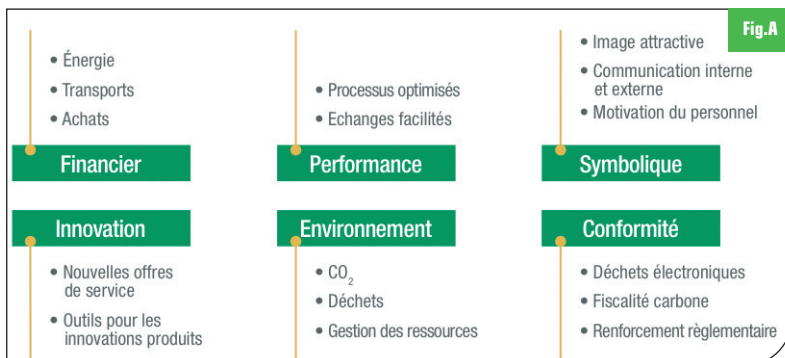 Fig.A
• Énergie
• Transports
• Achats
Financier
• Processus optimisés
• Echanges facilités
Performance
• Image attractive
• Communication interne
et externe
• Motivation du personnel
Symbolique
Innovation
• Nouvelles offres
de service
• Outils pour les
innovations produits
Environnement
• CO₂
• Déchets
• Gestion des ressources
Conformité
• Déchets électroniques
• Fiscalité carbone
• Renforcement règlementaire